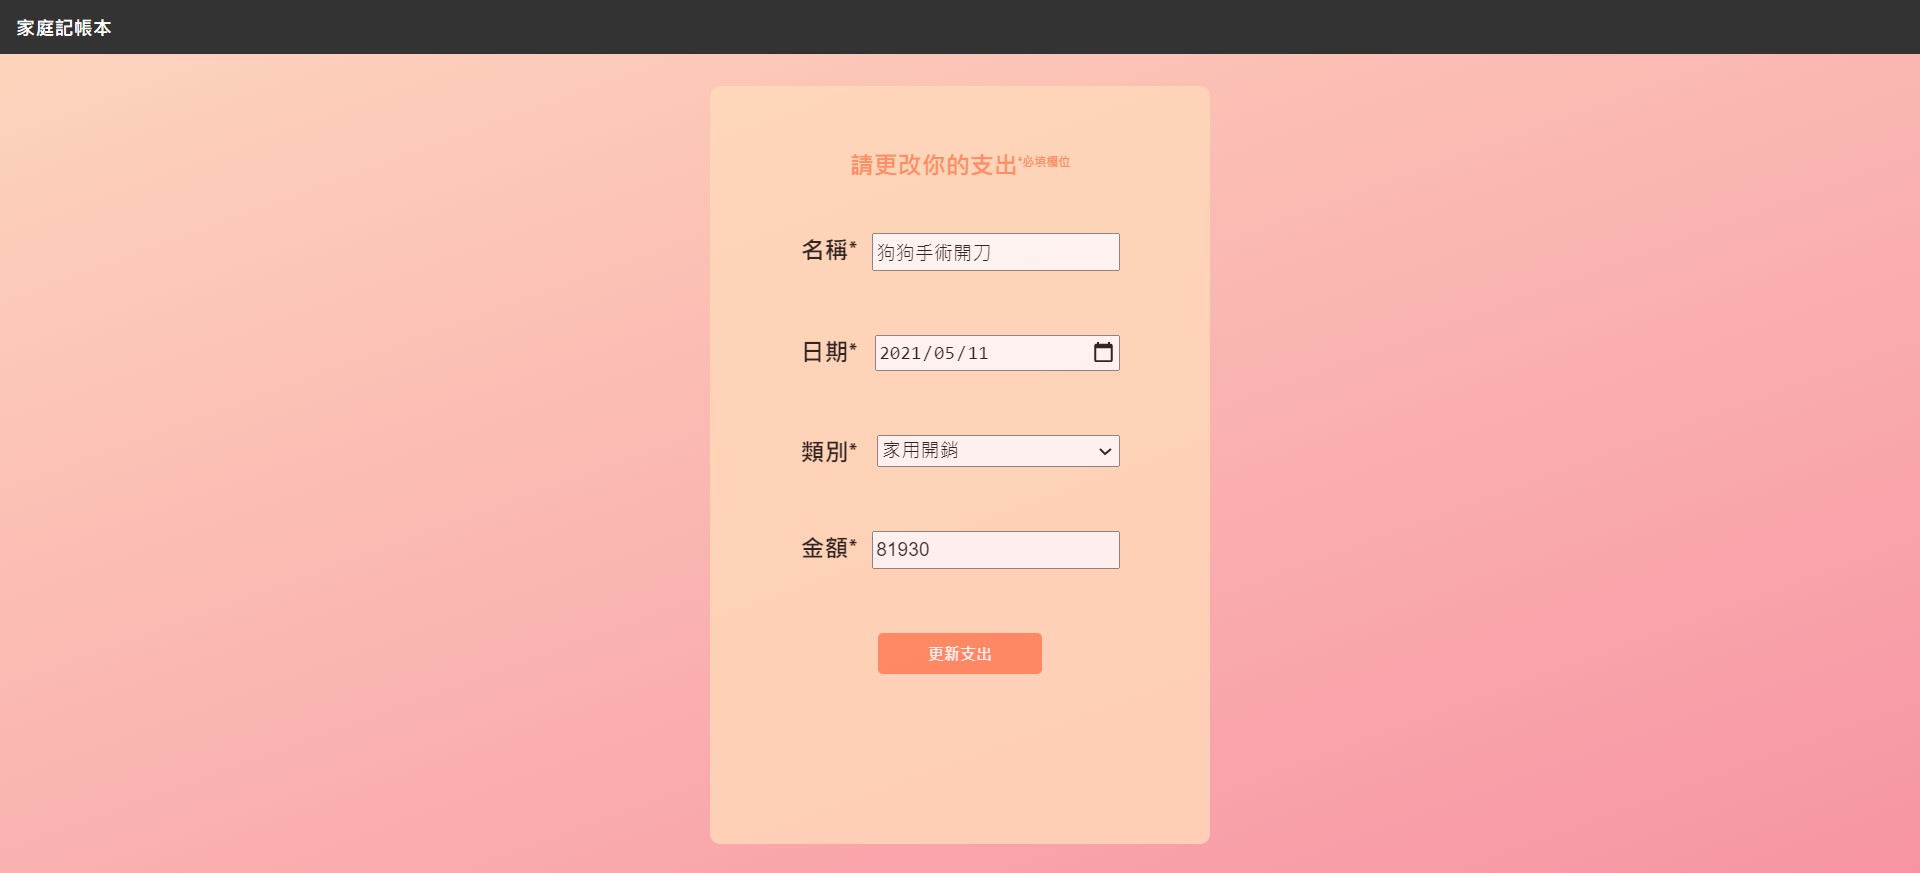 家庭記帳本
請更改你的支出*必填欄位
名稱* 狗狗手術開刀
日期* 2021/05/11
類別* 家用開銷
金額* 81930
更新支出